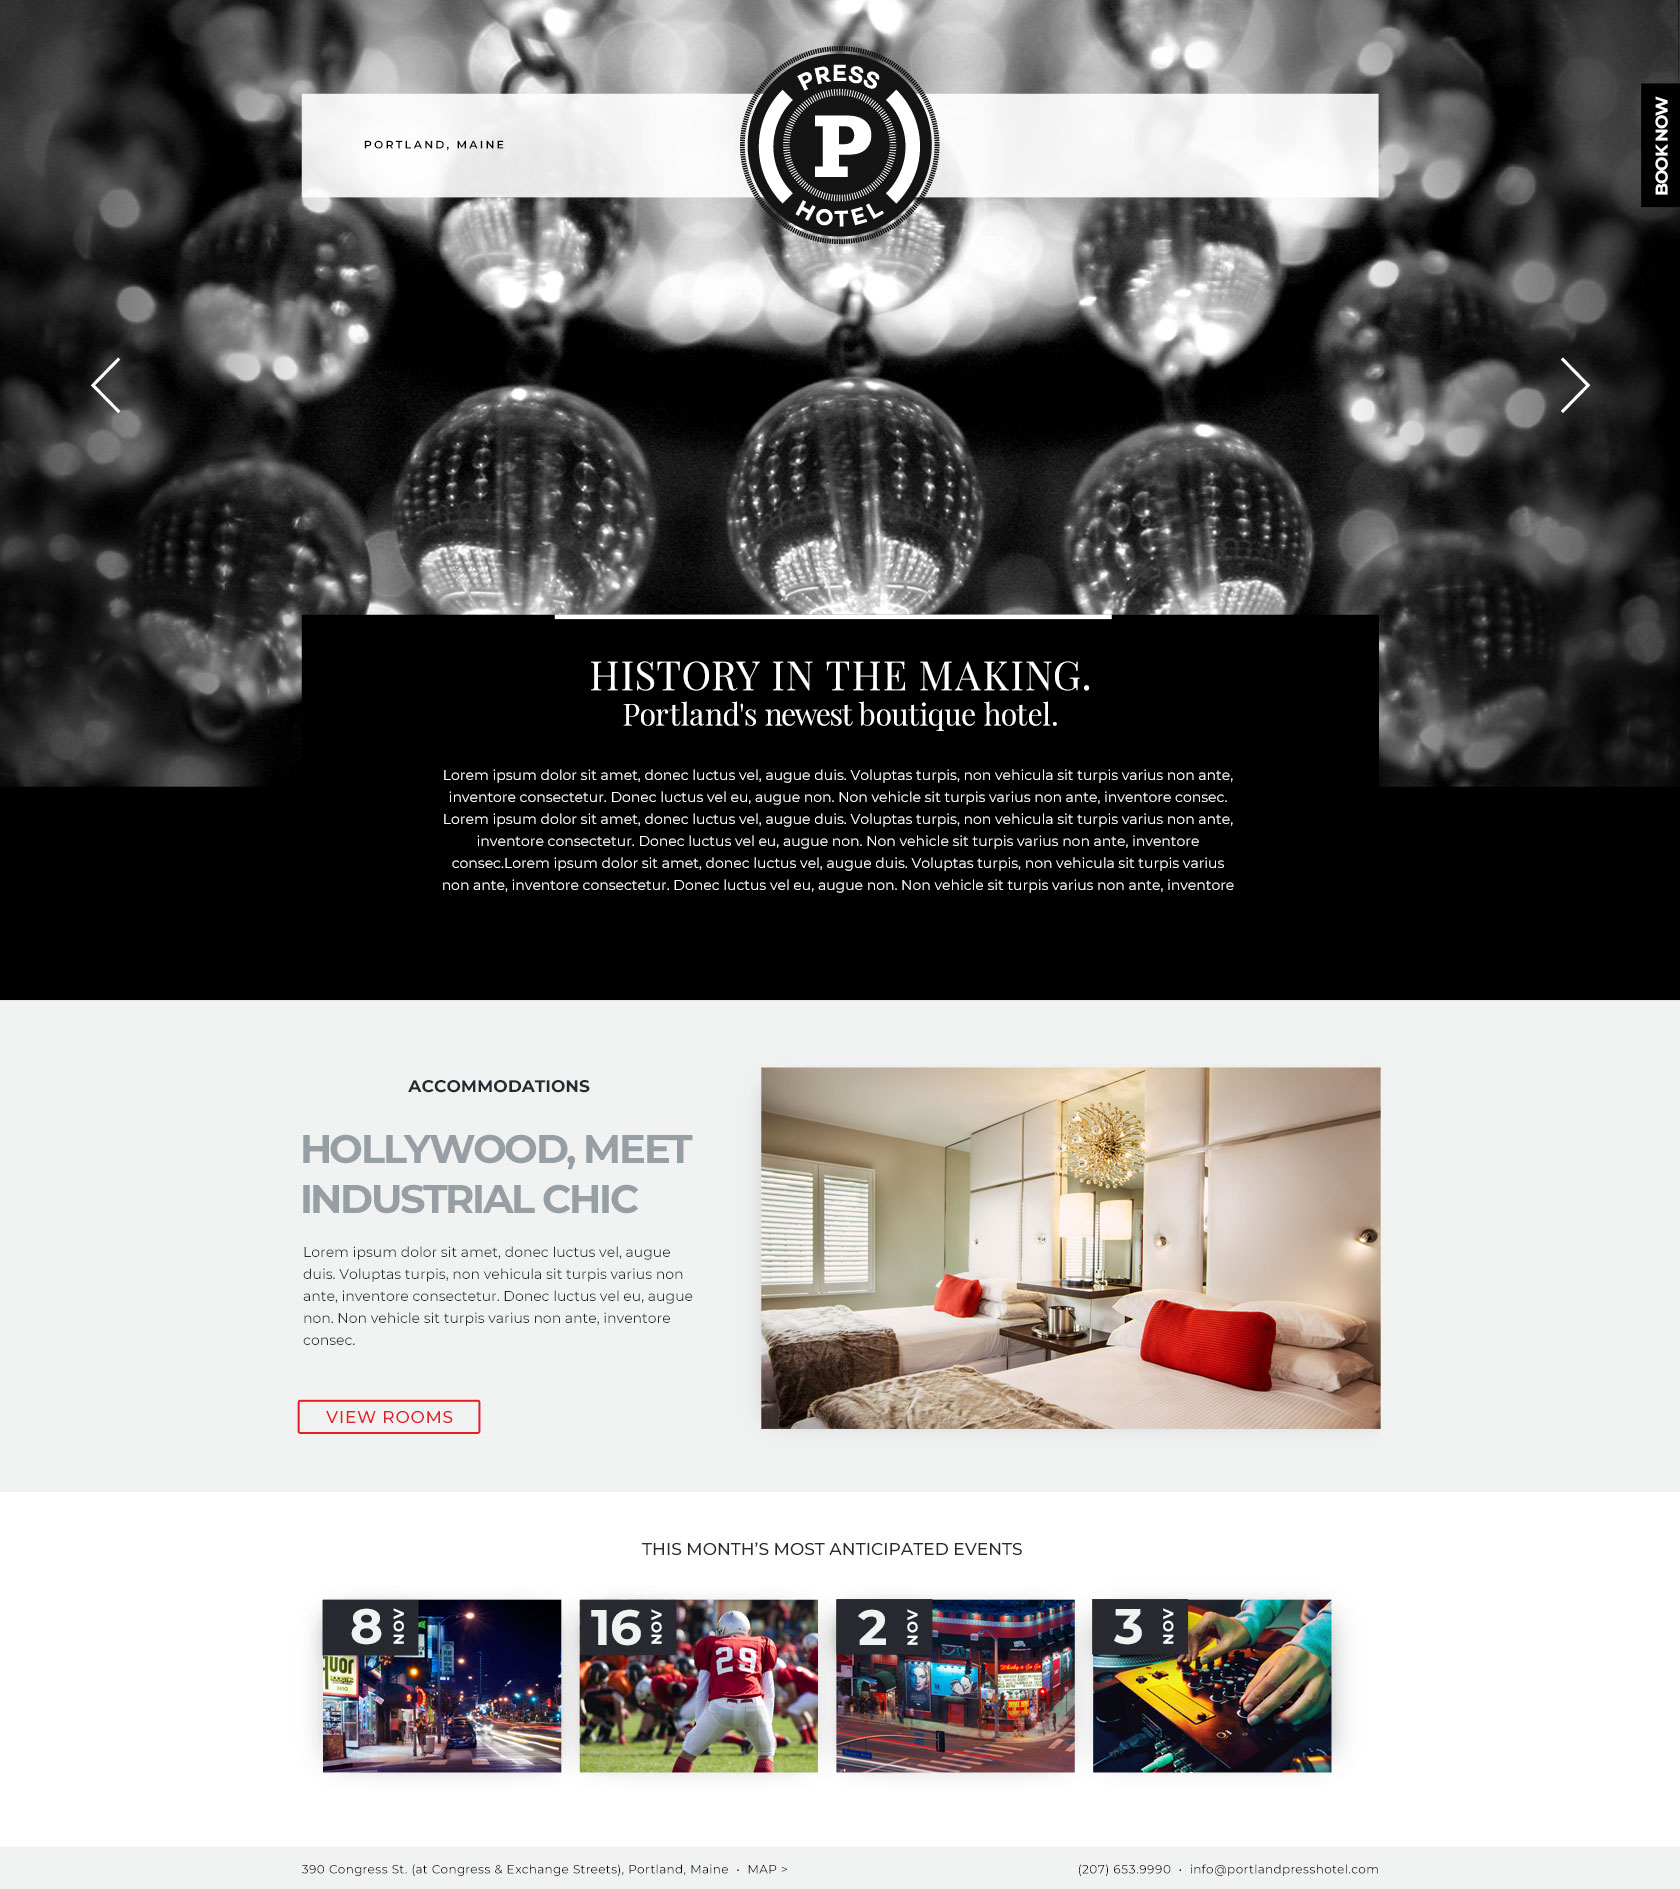 PRESS
P
HOTEL
PORTLAND, MAINE
BOOK NOW
HISTORY IN THE MAKING.
Portland's newest boutique hotel.
Lorem ipsum dolor sit amet, donec luctus vel, augue duis. Voluptas turpis, non vehicula sit turpis varius non ante,
inventore consectetur. Donec luctus vel eu, augue non. Non vehicle sit turpis varius non ante, inventore consec.
Lorem ipsum dolor sit amet, donec luctus vel, augue duis. Voluptas turpis, non vehicula sit turpis varius non ante,
inventore consectetur. Donec luctus vel eu, augue non. Non vehicle sit turpis varius non ante, inventore
consec.Lorem ipsum dolor sit amet, donec luctus vel, augue duis. Voluptas turpis, non vehicula sit turpis varius
non ante, inventore consectetur. Donec luctus vel eu, augue non. Non vehicle sit turpis varius non ante, inventore
ACCOMMODATIONS
HOLLYWOOD, MEET
INDUSTRIAL CHIC
Lorem ipsum dolor sit amet, donec luctus vel, augue
duis. Voluptas turpis, non vehicula sit turpis varius non
ante, inventore consectetur. Donec luctus vel eu, augue
non. Non vehicle sit turpis varius non ante, inventore
consec.
VIEW ROOMS
THIS MONTH'S MOST ANTICIPATED EVENTS
8 NOV
quor
16 NOV
29
2 NOV
Whisky a Go Go
3 NOV
390 Congress St. (at Congress & Exchange Streets), Portland, Maine • MAP >
(207) 653.9990 • info@portlandpresshotel.com